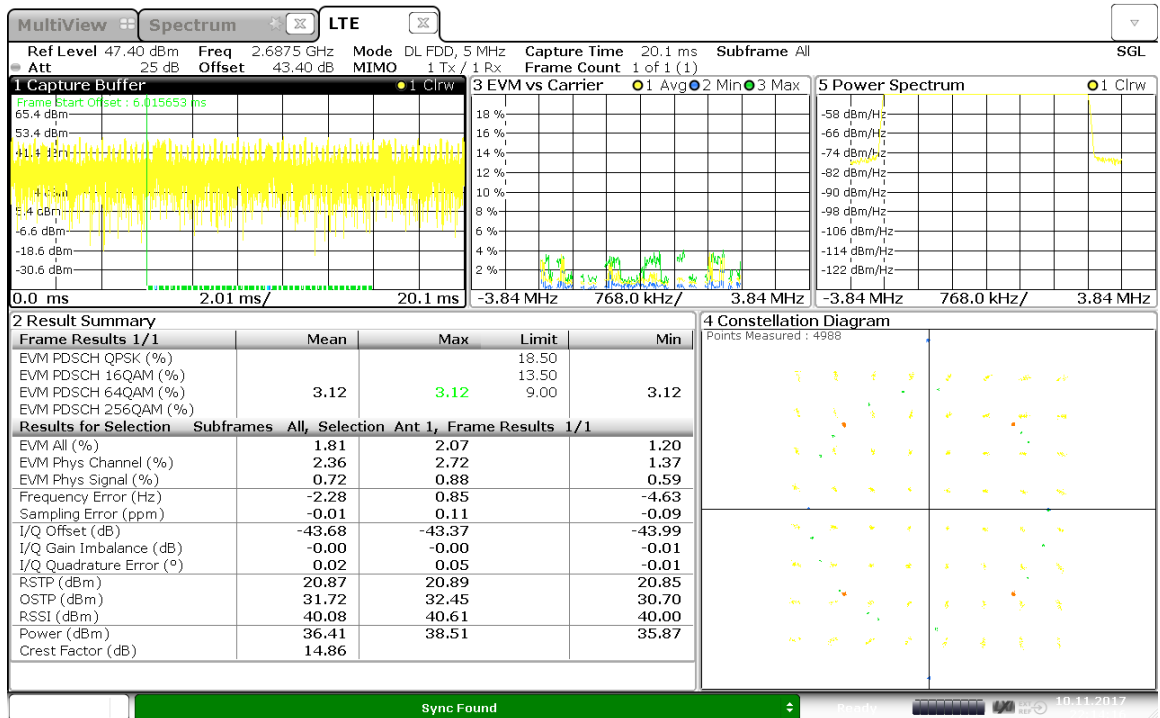 MultiView Spectrum LTE
Ref Level 47.40 dBm Freq 2.6875 GHz Mode DL FDD, 5 MHz Capture Time 20.1 ms Subframe All SGL
Att 25 dB Offset 43.40 dB MIMO 1 Tx / 1 Rx Frame Count 1 of 1 (1)
1 Capture Buffer 1 Clrw
Frame Start Offset : 6.015653 ms
65.4 dBm
53.4 dBm
41.4 dBm
5.4 dBm
-6.6 dBm
-18.6 dBm
-30.6 dBm
0.0 ms 2.01 ms/ 20.1 ms
3 EVM vs Carrier 1 Avg 2 Min 3 Max
18 %
16 %
14 %
12 %
10 %
8 %
6 %
4 %
2 %
-3.84 MHz 768.0 kHz/ 3.84 MHz
5 Power Spectrum 1 Clrw
-58 dBm/Hz
-66 dBm/Hz
-74 dBm/Hz
-82 dBm/Hz
-90 dBm/Hz
-98 dBm/Hz
-106 dBm/Hz
-114 dBm/Hz
-122 dBm/Hz
-3.84 MHz 768.0 kHz/ 3.84 MHz
2 Result Summary
Frame Results 1/1 Mean Max Limit Min
EVM PDSCH QPSK (%) 18.50
EVM PDSCH 16QAM (%) 13.50
EVM PDSCH 64QAM (%) 3.12 3.12 9.00 3.12
EVM PDSCH 256QAM (%)
Results for Selection Subframes All, Selection Ant 1, Frame Results 1/1
EVM All (%) 1.81 2.07 1.20
EVM Phys Channel (%) 2.36 2.72 1.37
EVM Phys Signal (%) 0.72 0.88 0.59
Frequency Error (Hz) -2.28 0.85 -4.63
Sampling Error (ppm) -0.01 0.11 -0.09
I/Q Offset (dB) -43.68 -43.37 -43.99
I/Q Gain Imbalance (dB) -0.00 -0.00 -0.01
I/Q Quadrature Error (º) 0.02 0.05 -0.01
RSTP (dBm) 20.87 20.89 20.85
OSTP (dBm) 31.72 32.45 30.70
RSSI (dBm) 40.08 40.61 40.00
Power (dBm) 36.41 38.51 35.87
Crest Factor (dB) 14.86
4 Constellation Diagram
Points Measured : 4988
Sync Found
Ready
LXI
EXT
REF
10.11.2017